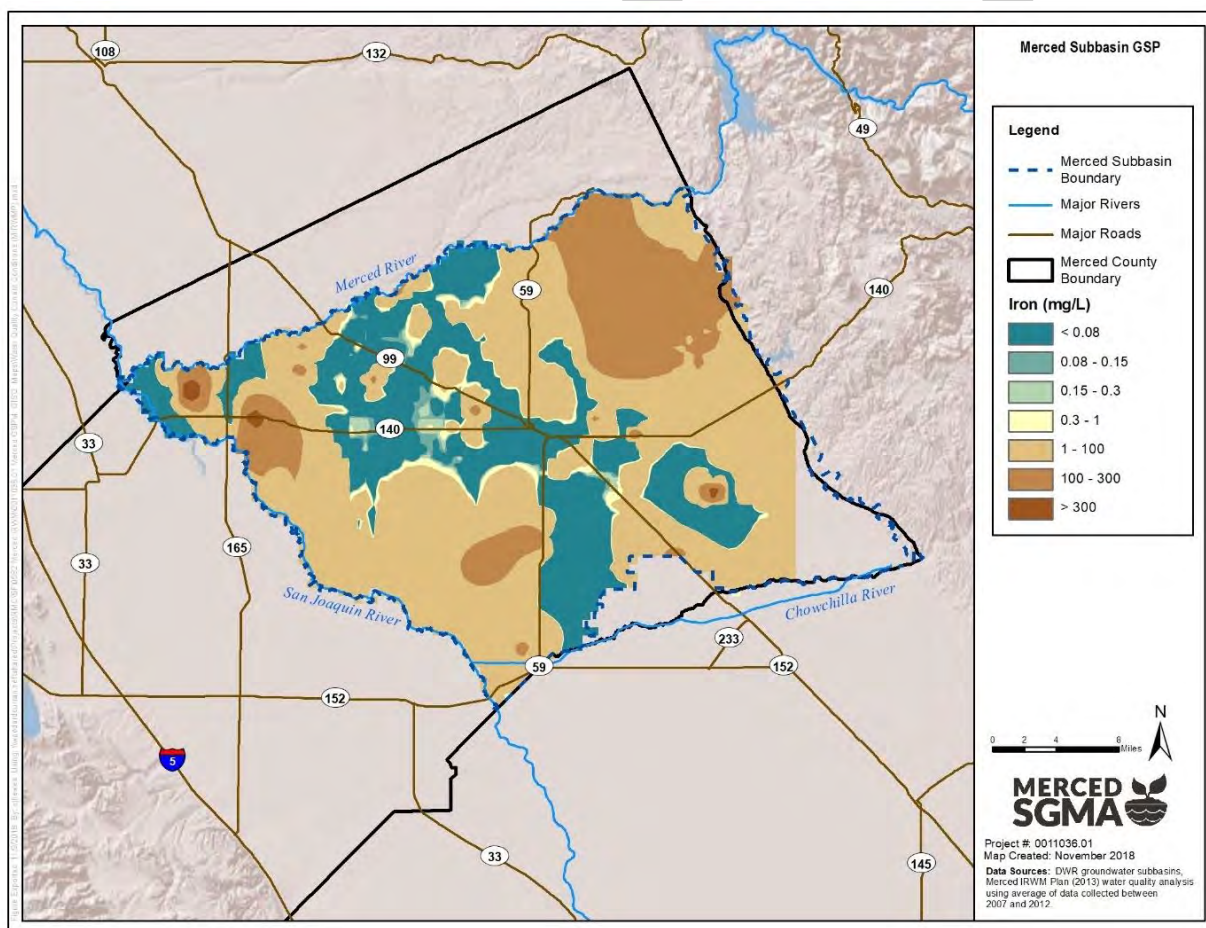 108
132
49
Merced River
59
140
99
140
33
165
33
San Joaquin River
Chowchilla River
233
59
152
152
5
33
145
Merced Subbasin GSP
Legend
Merced Subbasin
Boundary
Major Rivers
Major Roads
Merced County
Boundary
Iron (mg/L)
< 0.08
0.08 - 0.15
0.15 - 0.3
0.3 - 1
1 - 100
100 - 300
> 300
N
0 2 4 8
Miles
MERCED
SGMA
Project #: 0011036.01
Map Created: November 2018
Data Sources: DWR groundwater subbasins,
Merced IRWM Plan (2013) water quality analysis
using average of data collected between
2007 and 2012.